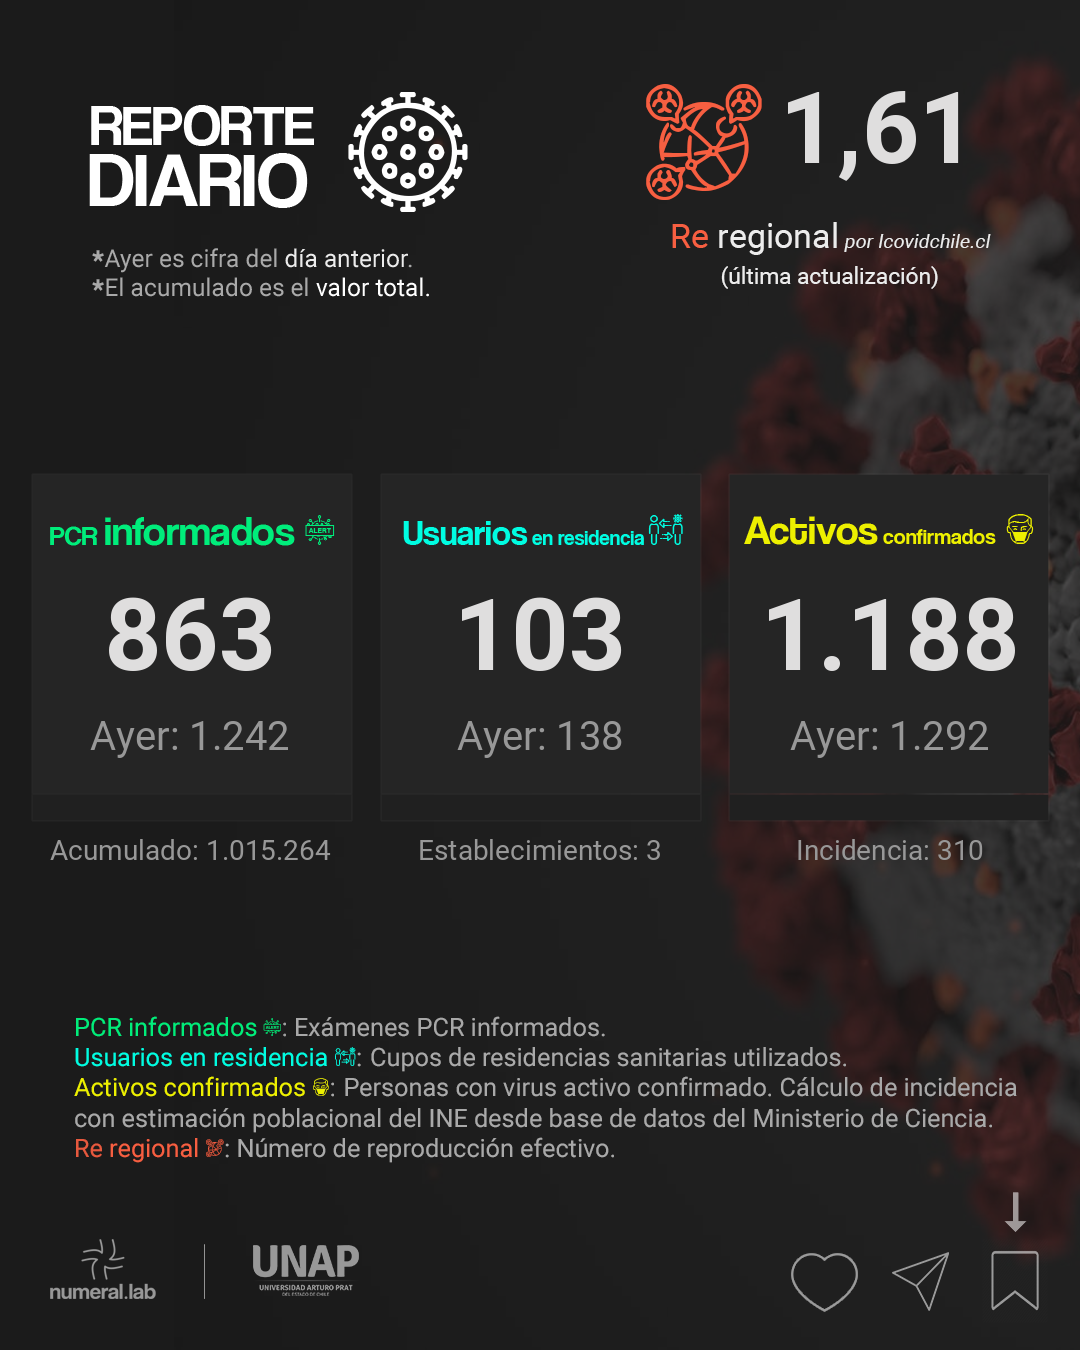 REPORTE
DIARIO
*Ayer es cifra del día anterior.
*El acumulado es el valor total.
1,61
Re regional por Icovidchile.cl
(última actualización)
PCR informados ALERT
863
Ayer: 1.242
Acumulado: 1.015.264
Usuarios en residencia
103
Ayer: 138
Establecimientos: 3
Activos confirmados
1.188
Ayer: 1.292
Incidencia: 310
PCR informados ALERT: Exámenes PCR informados.
Usuarios en residencia : Cupos de residencias sanitarias utilizados.
Activos confirmados : Personas con virus activo confirmado. Cálculo de incidencia
con estimación poblacional del INE desde base de datos del Ministerio de Ciencia.
Re regional : Número de reproducción efectivo.
numeral.lab
UNAP
UNIVERSIDAD ARTURO PRAT
DEL ESTADO DE CHILE